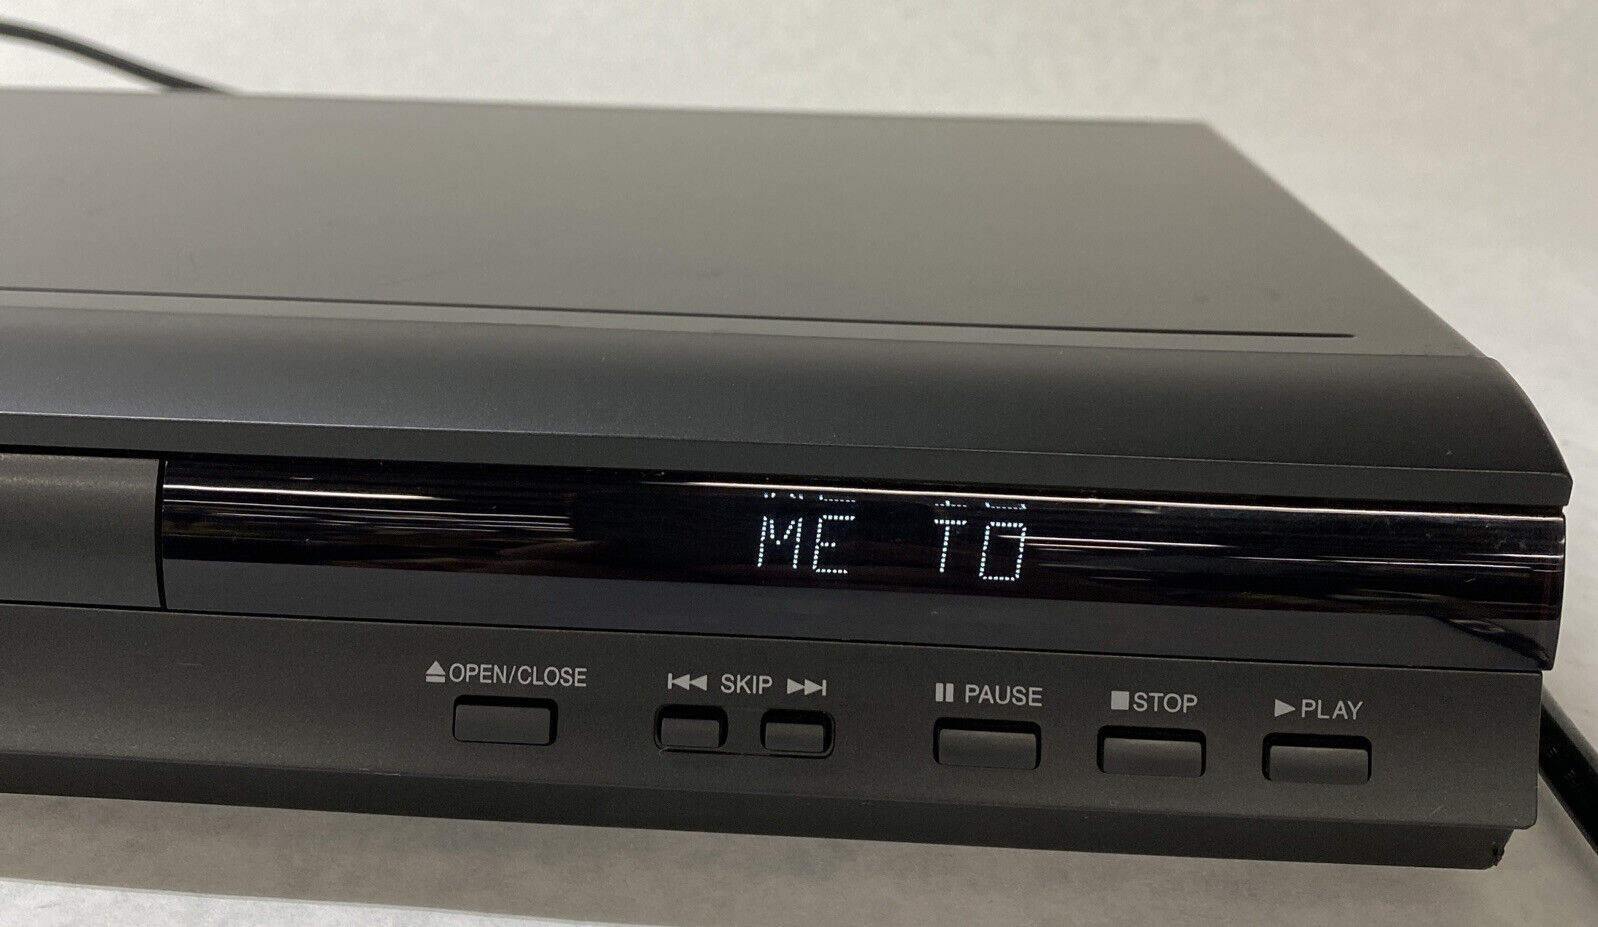 ME TO
⏏OPEN/CLOSE ⏮ SKIP ⏭ ⏸ PAUSE ■STOP ▶PLAY